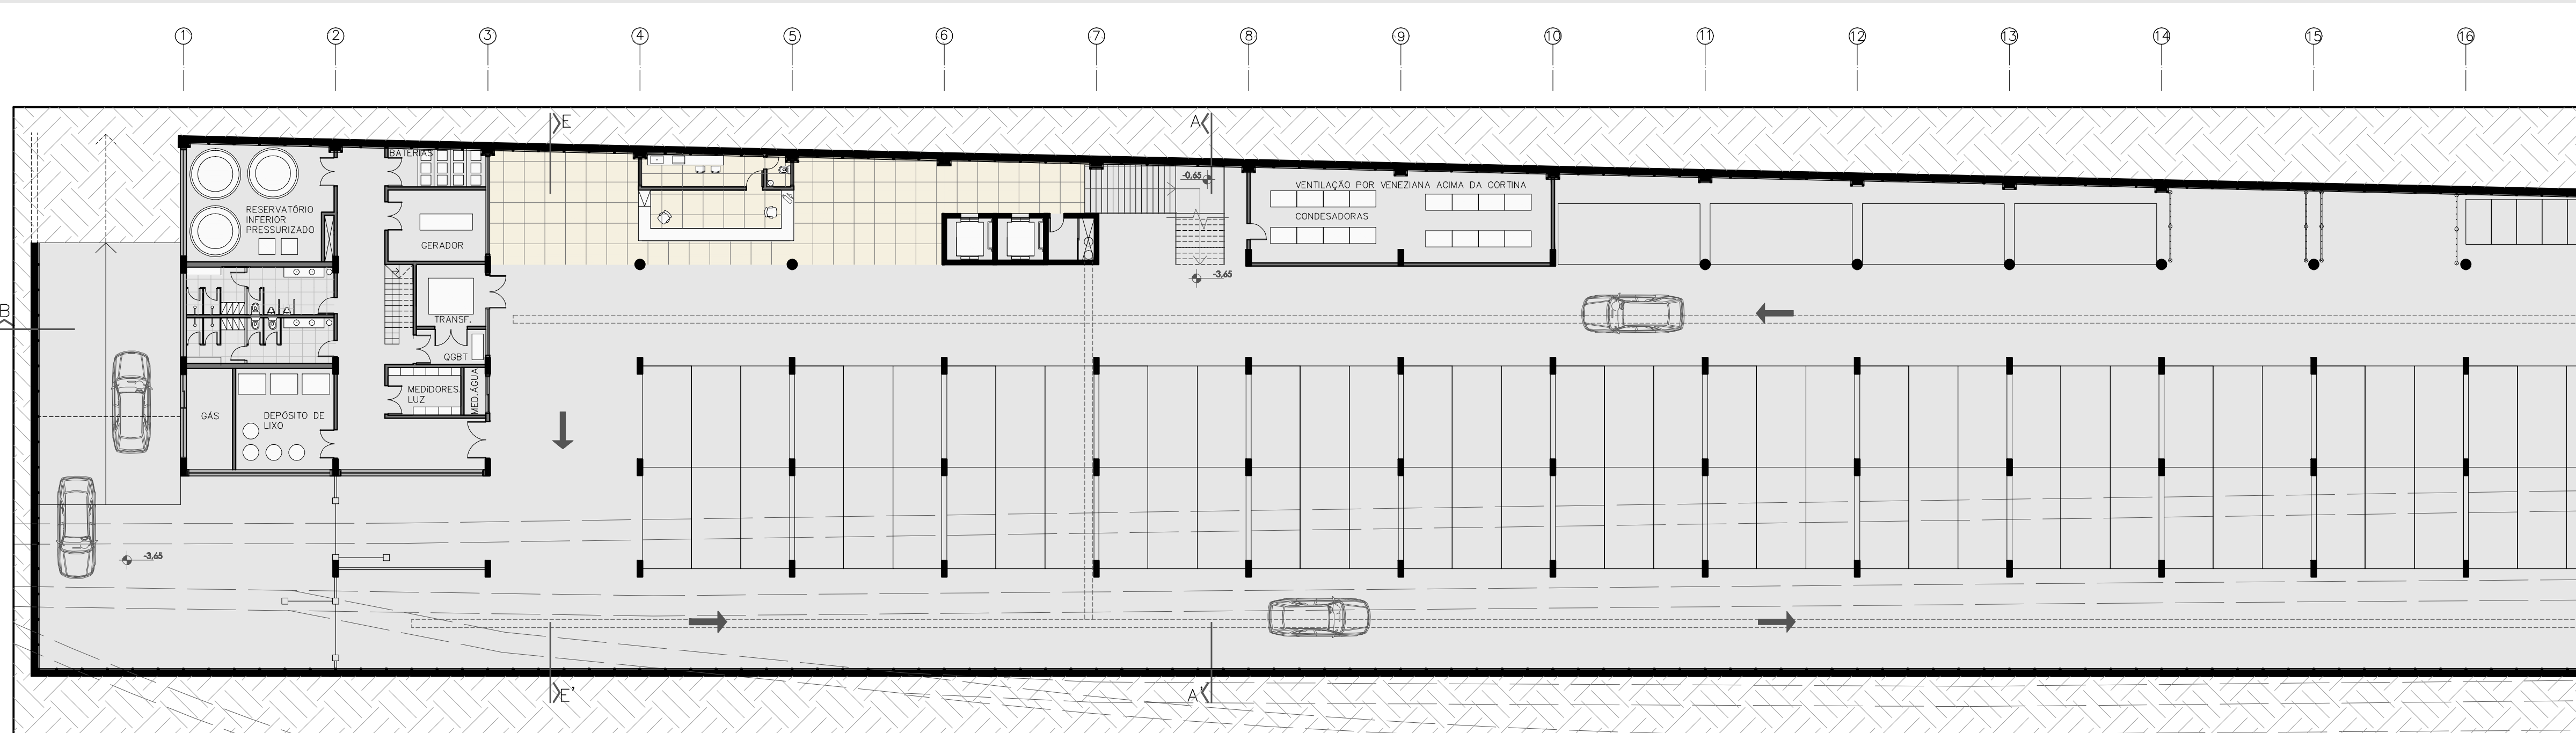 1 2 3 4 5 6 7 8 9 10 11 12 13 14 15 16
E
A
BATERIAS
-0.65
VENTILAÇÃO POR VENEZIANA ACIMA DA CORTINA
RESERVATÓRIO
INFERIOR
PRESSURIZADO
CONDESADORAS
GERADOR
-3,65
B
TRANSF.
QGBT
MEDIDORES.
LUZ
MED.ÁGUA
GÁS
DEPÓSITO DE
LIXO
-3,65
E'
A'